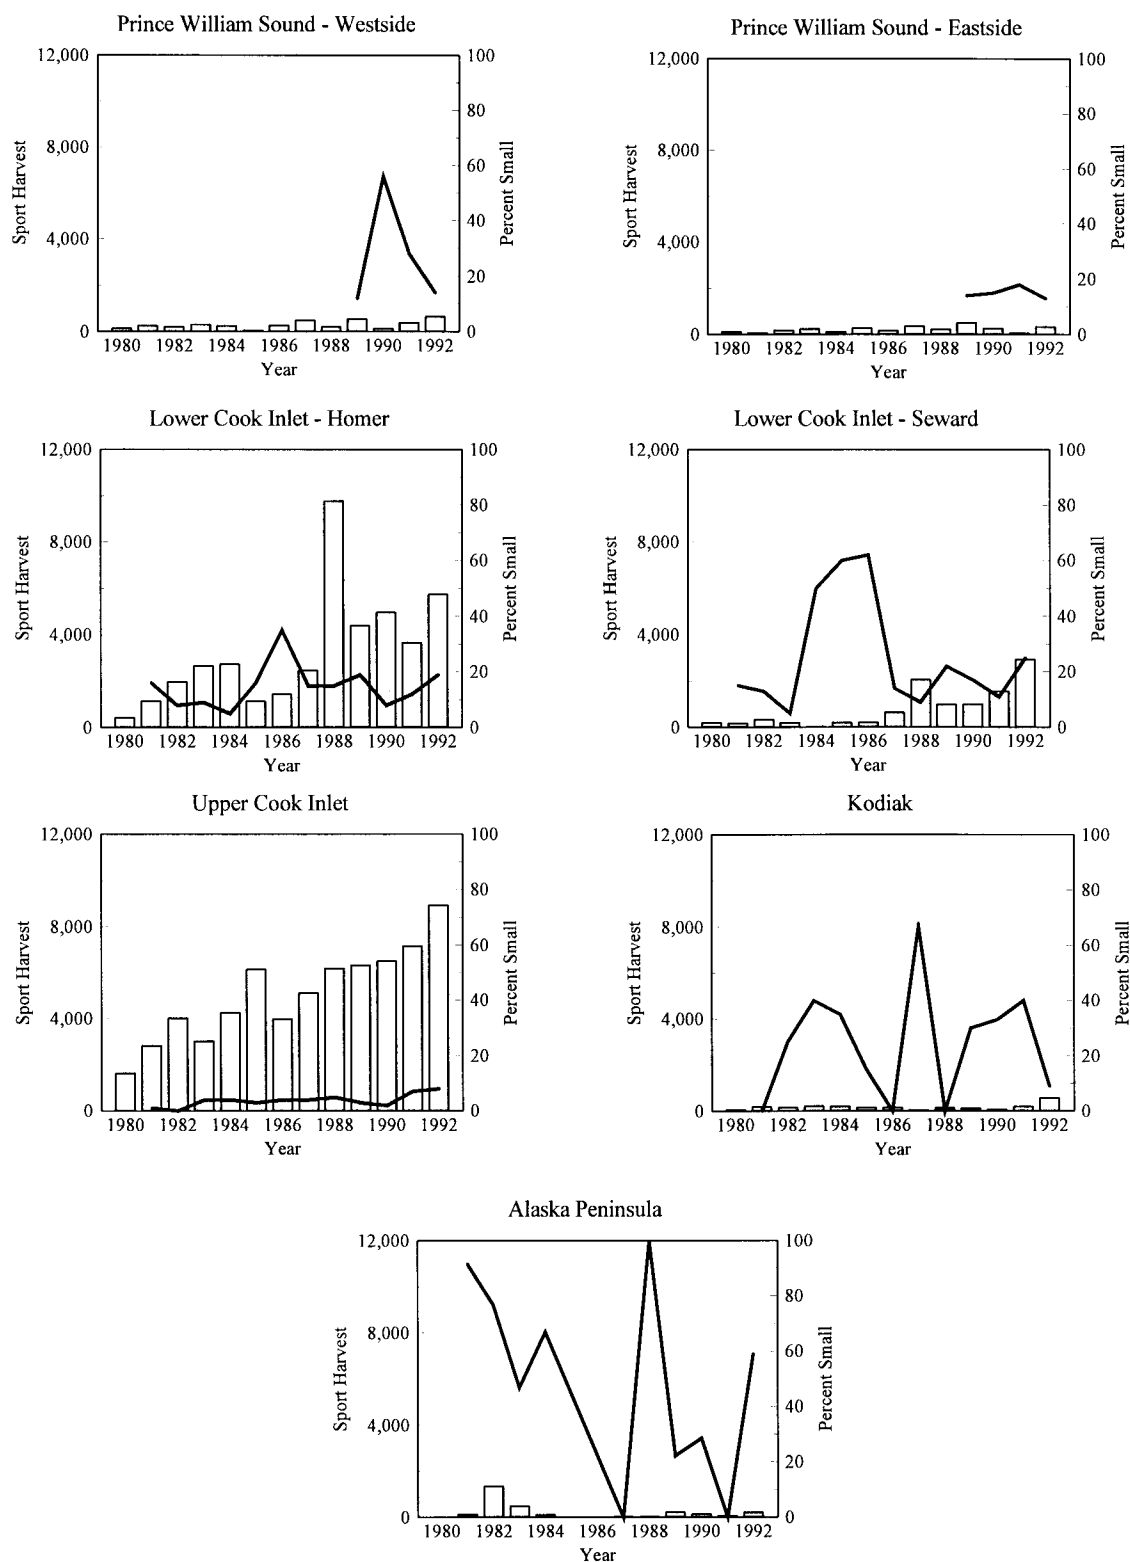 Prince William Sound - Westside
12,000
8,000
4,000
0
Sport Harvest
100
80
60
40
20
0
Percent Small
1980 1982 1984 1986 1988 1990 1992
Year
Prince William Sound - Eastside
12,000
8,000
4,000
0
Sport Harvest
100
80
60
40
20
0
Percent Small
1980 1982 1984 1986 1988 1990 1992
Year
Lower Cook Inlet - Homer
12,000
8,000
4,000
0
Sport Harvest
100
80
60
40
20
0
Percent Small
1980 1982 1984 1986 1988 1990 1992
Year
Lower Cook Inlet - Seward
12,000
8,000
4,000
0
Sport Harvest
100
80
60
40
20
0
Percent Small
1980 1982 1984 1986 1988 1990 1992
Year
Upper Cook Inlet
12,000
8,000
4,000
0
Sport Harvest
100
80
60
40
20
0
Percent Small
1980 1982 1984 1986 1988 1990 1992
Year
Kodiak
12,000
8,000
4,000
0
Sport Harvest
100
80
60
40
20
0
Percent Small
1980 1982 1984 1986 1988 1990 1992
Year
Alaska Peninsula
12,000
8,000
4,000
0
Sport Harvest
100
80
60
40
20
0
Percent Small
1980 1982 1984 1986 1988 1990 1992
Year